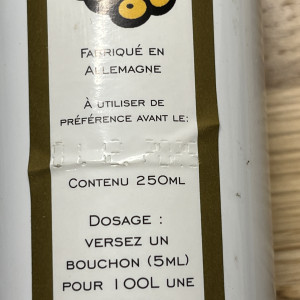 Fabriqué en
Allemagne
À utiliser de
préférence avant le:
Contenu 250ml
Dosage :
versez un
bouchon (5ml)
pour 100L une